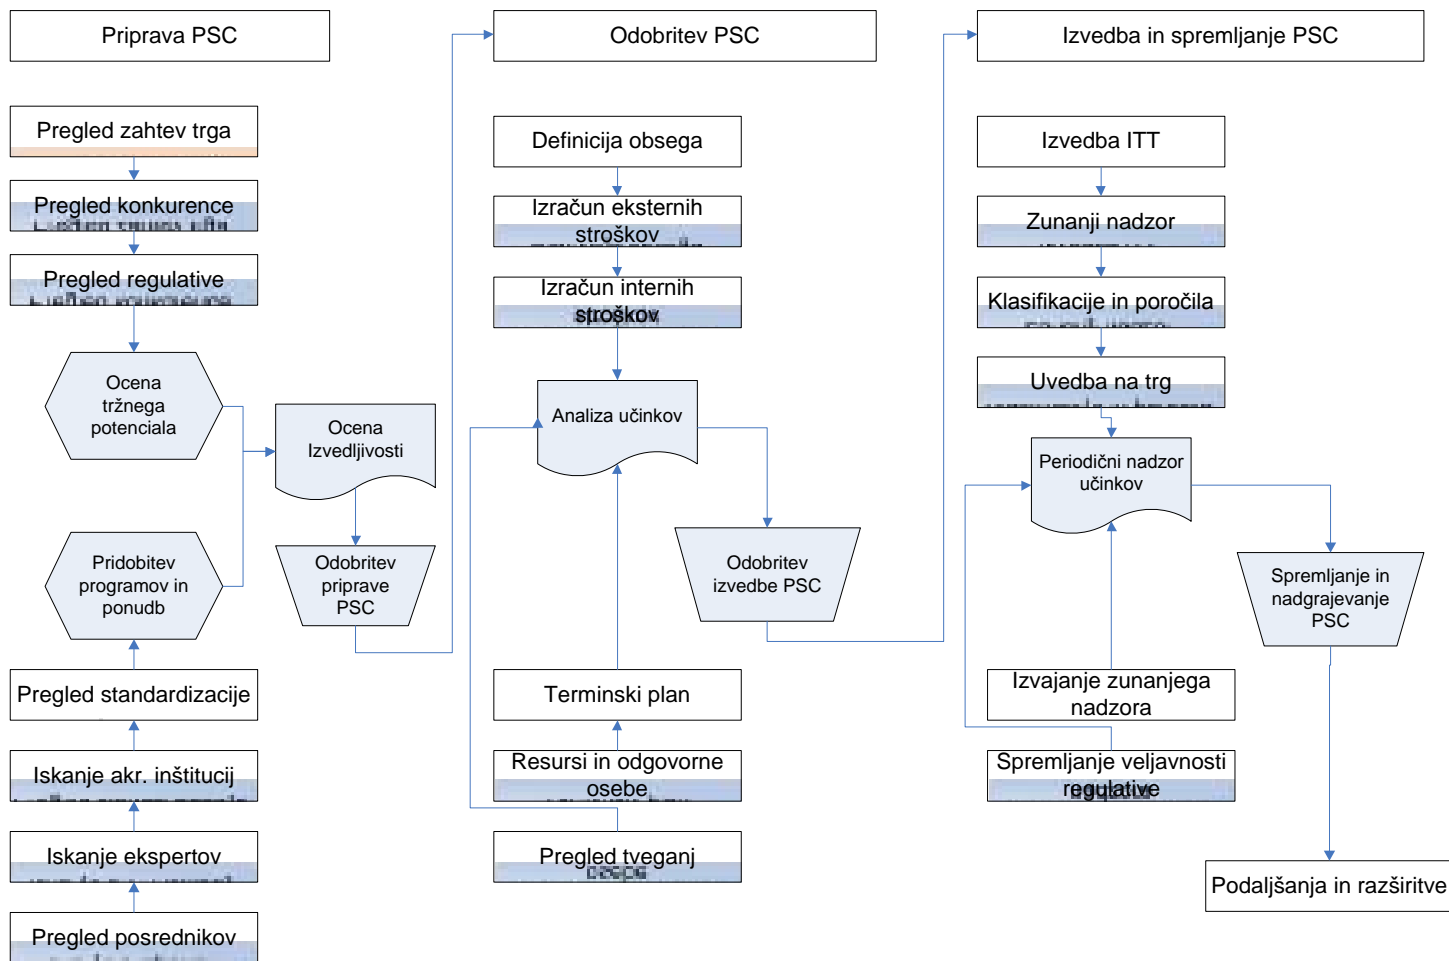 Priprava PSC
Odobritev PSC
Izvedba in spremljanje PSC
Pregled zahtev trga
Pregled konkurence
Pregled regulative
Ocena
tržnega
potenciala
Pridobitev
programov in
ponudb
Pregled standardizacije
Iskanje akr. inštitucij
Iskanje ekspertov
Pregled posrednikov
Ocena
Izvedljivosti
Odobritev
priprave
PSC
Definicija obsega
Izračun eksternih
stroškov
Izračun internih
stroškov
Analiza učinkov
Odobritev
izvedbe PSC
Terminski plan
Resursi in odgovorne
osebe
Pregled tveganj
Izvedba ITT
Zunanji nadzor
Klasifikacije in poročila
Uvedba na trg
Periodični nadzor
učinkov
Spremljanje in
nadgrajevanje
PSC
Izvajanje zunanjega
nadzora
Spremljanje veljavnosti
regulative
Podaljšanja in razširitve